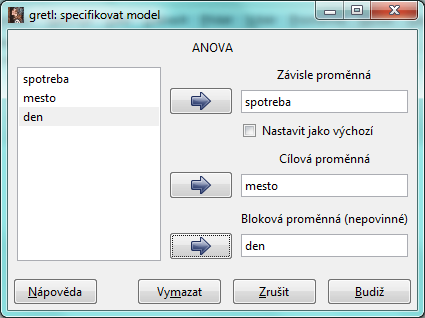 gretl: specifikovat model
ANOVA
spotreba
mesto
den
Závisle proměnná
spotreba
Nastavit jako výchozí
Cílová proměnná
mesto
Bloková proměnná (nepovinné)
den
Nápověda
Vymazat
Zrušit
Budiž